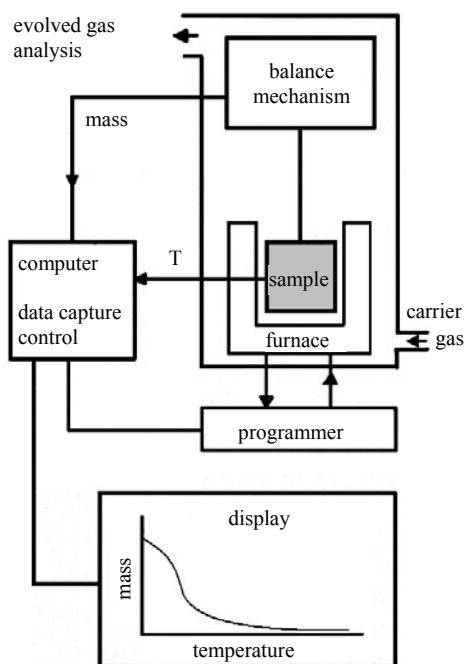 evolved gas
analysis
balance
mechanism
mass
computer
data capture
control
T
sample
furnace
carrier
gas
programmer
display
mass
temperature